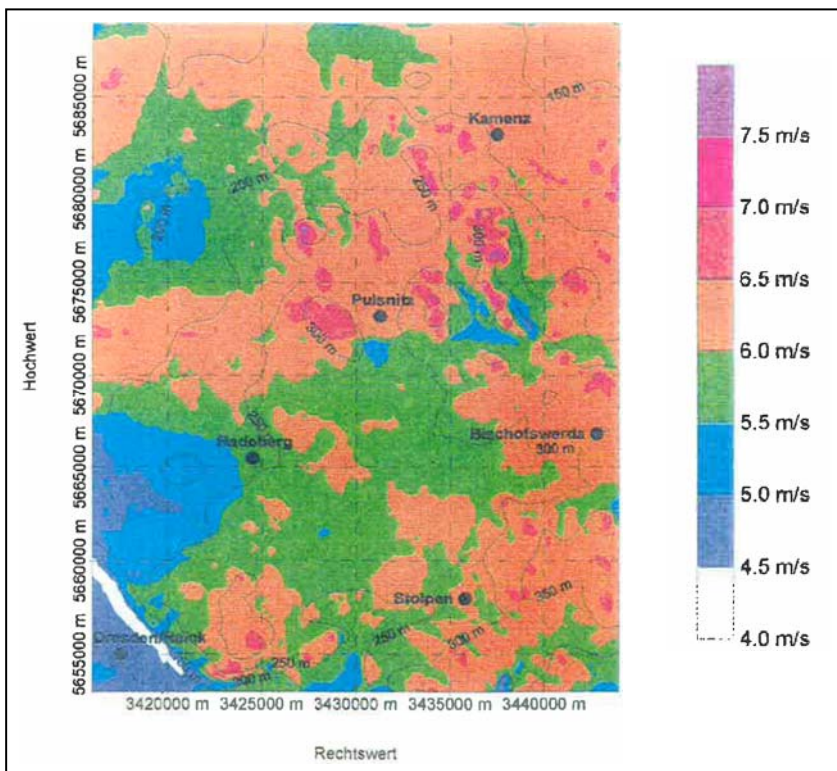 Hochwert
5685000 m
5680000 m
5675000 m
5670000 m
5665000 m
5660000 m
5655000 m
150 m
Kamenz
200 m
250 m
300 m
Pulsnitz
300 m
250
Radeberg
Bischofswerda
300 m
Stolpen
350 m
250 m
300 m
250 m
300 m
3420000 m 3425000 m 3430000 m 3435000 m 3440000 m
Rechtswert
7.5 m/s
7.0 m/s
6.5 m/s
6.0 m/s
5.5 m/s
5.0 m/s
4.5 m/s
4.0 m/s